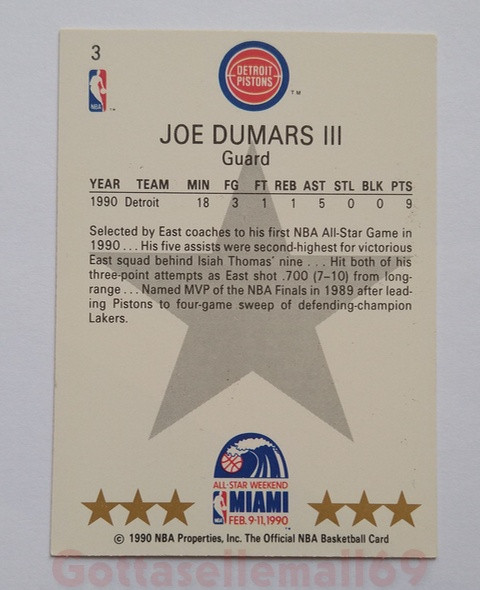 3
DETROIT
PISTONS
TM
NBA
TM
JOE DUMARS III
Guard
YEAR TEAM MIN FG FT REB AST STL BLK PTS
1990 Detroit 18 3 1 1 5 0 0 9
Selected by East coaches to his first NBA All-Star Game in
1990 . . . His five assists were second-highest for victorious
East squad behind Isiah Thomas' nine . . . Hit both of his
three-point attempts as East shot .700 (7–10) from long-
range . . . Named MVP of the NBA Finals in 1989 after lead-
ing Pistons to four-game sweep of defending-champion
Lakers.
ALL-STAR WEEKEND
NBA
MIAMI
FEB. 9-11, 1990
© 1990 NBA Properties, Inc. The Official NBA Basketball Card
Gottasellemall69